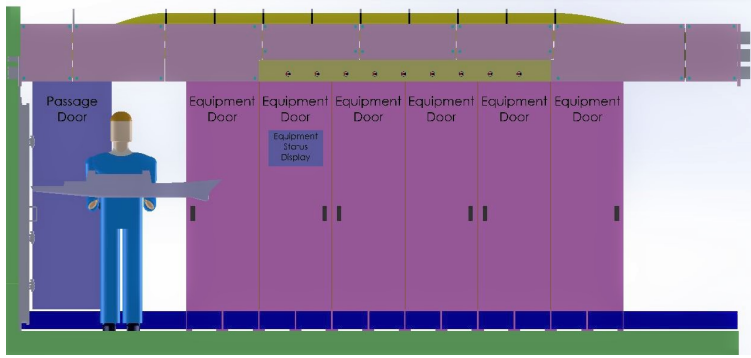 Passage
Door
Equipment
Door
Equipment
Door
Equipment
Status
Display
Equipment
Door
Equipment
Door
Equipment
Door
Equipment
Door